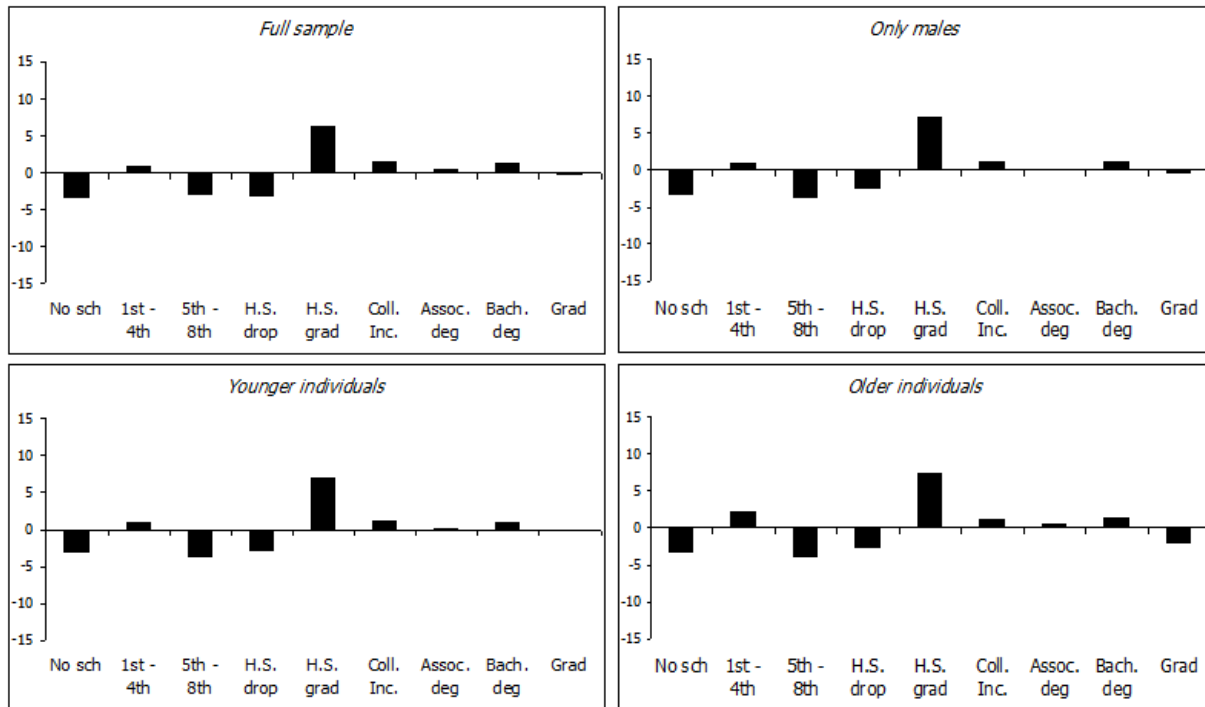 Full sample
15
10
5
0
-5
-10
-15
No sch 1st - 5th - H.S. H.S. Coll. Assoc. Bach. Grad
4th 8th drop grad Inc. deg deg
Only males
15
10
5
0
-5
-10
-15
No sch 1st - 5th - H.S. H.S. Coll. Assoc. Bach. Grad
4th 8th drop grad Inc. deg deg
Younger individuals
15
10
5
0
-5
-10
-15
No sch 1st - 5th - H.S. H.S. Coll. Assoc. Bach. Grad
4th 8th drop grad Inc. deg deg
Older individuals
15
10
5
0
-5
-10
-15
No sch 1st - 5th - H.S. H.S. Coll. Assoc. Bach. Grad
4th 8th drop grad Inc. deg deg